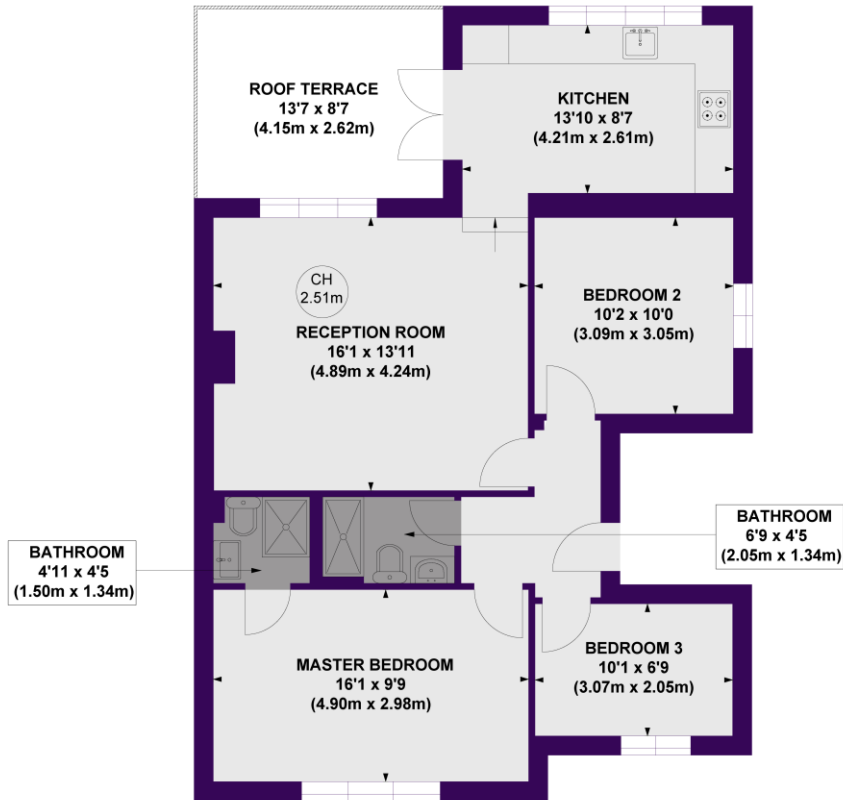 ROOF TERRACE
13'7 x 8'7
(4.15m x 2.62m)
KITCHEN
13'10 x 8'7
(4.21m x 2.61m)
CH
2.51m
RECEPTION ROOM
16'1 x 13'11
(4.89m x 4.24m)
BEDROOM 2
10'2 x 10'0
(3.09m x 3.05m)
BATHROOM
4'11 x 4'5
(1.50m x 1.34m)
BATHROOM
6'9 x 4'5
(2.05m x 1.34m)
MASTER BEDROOM
16'1 x 9'9
(4.90m x 2.98m)
BEDROOM 3
10'1 x 6'9
(3.07m x 2.05m)